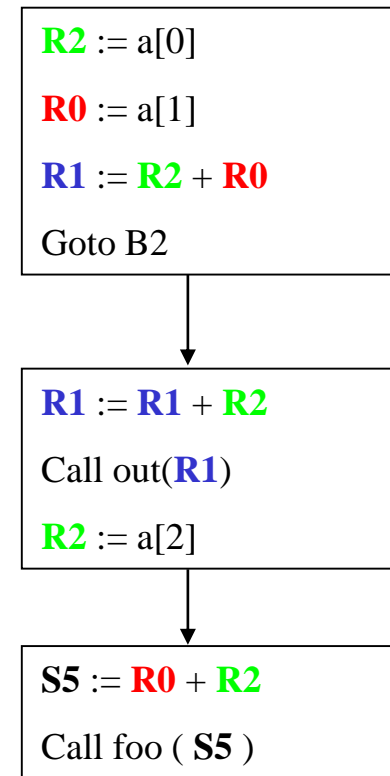 R2 := a[0]
R0 := a[1]
R1 := R2 + R0
Goto B2
R1 := R1 + R2
Call out(R1)
R2 := a[2]
S5 := R0 + R2
Call foo ( S5 )